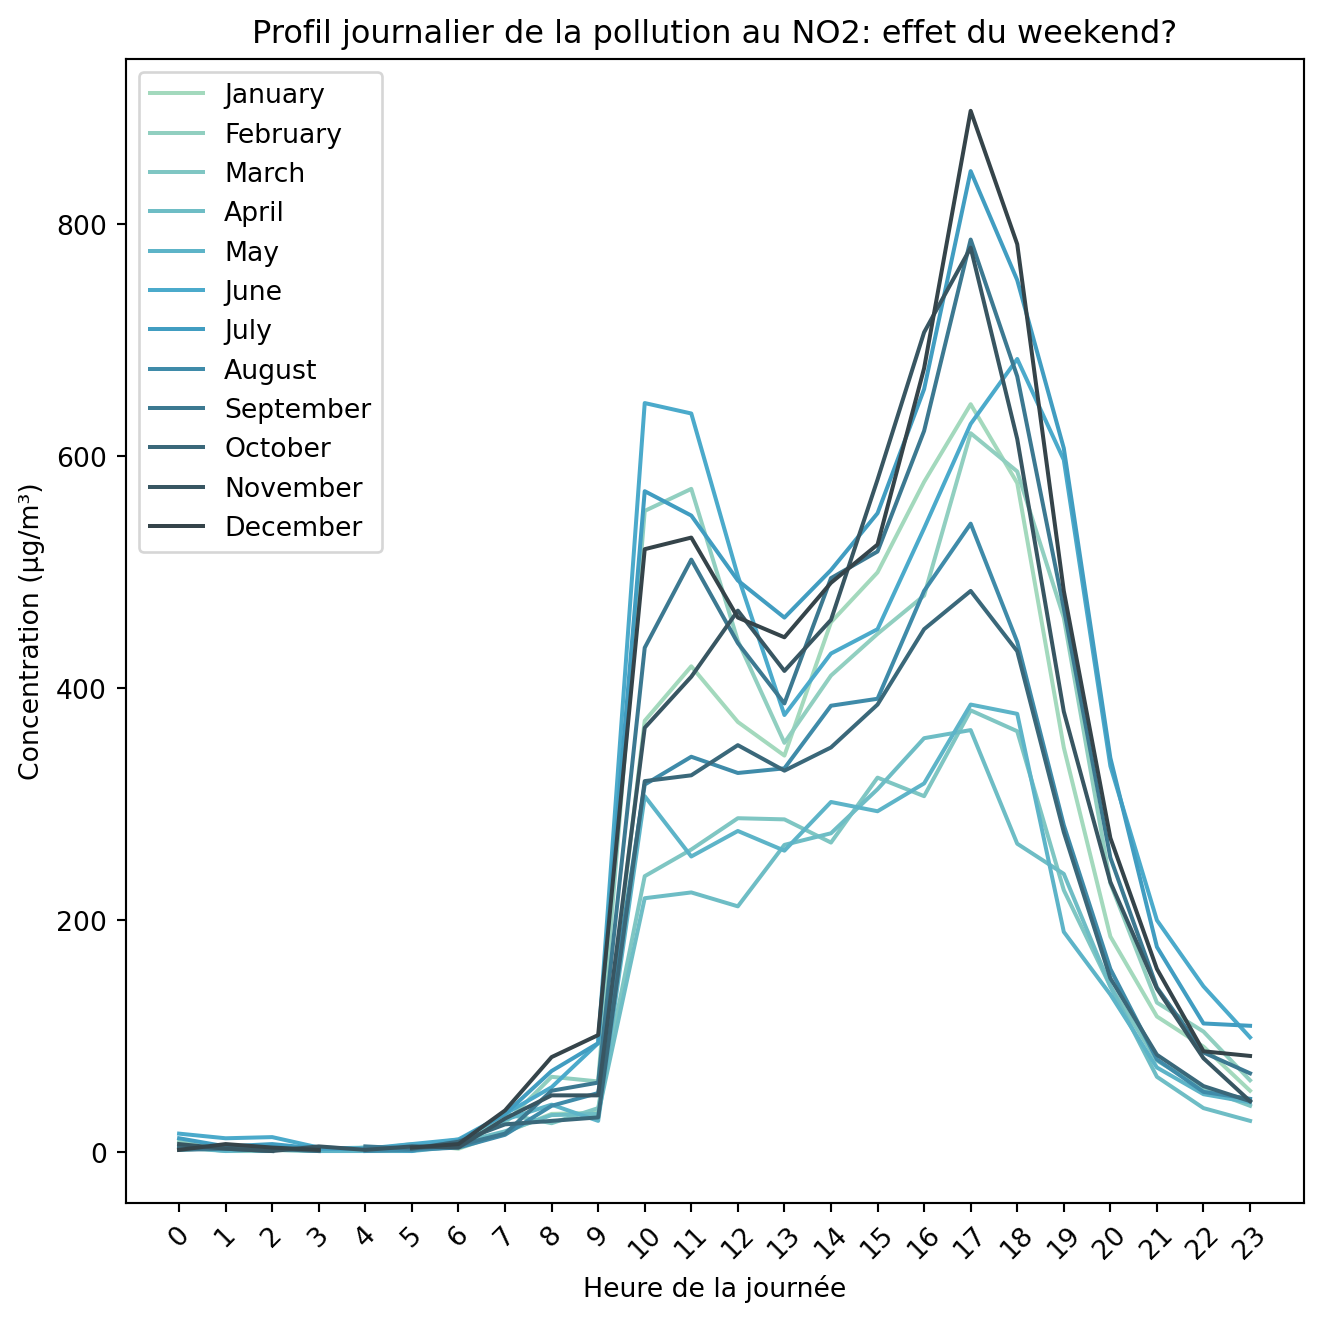 Profil journalier de la pollution au NO2: effet du weekend?
January
February
March
April
May
June
July
August
September
October
November
December
Concentration (µg/m³)
800
600
400
200
0
0 1 2 3 4 5 6 7 8 9 10 11 12 13 14 15 16 17 18 19 20 21 22 23
Heure de la journée